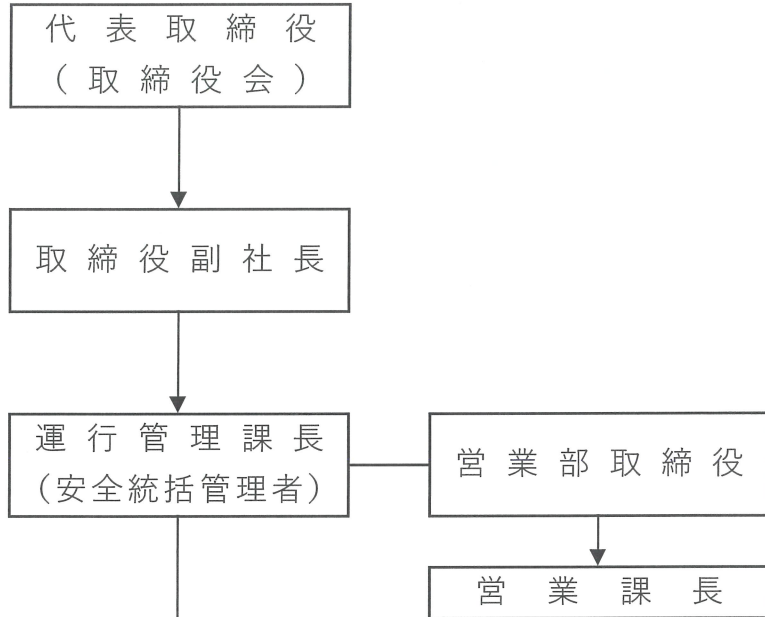 代表取締役
(取締役会)
取締役副社長
運行管理課長
(安全統括管理者)
営業部取締役
営業課長